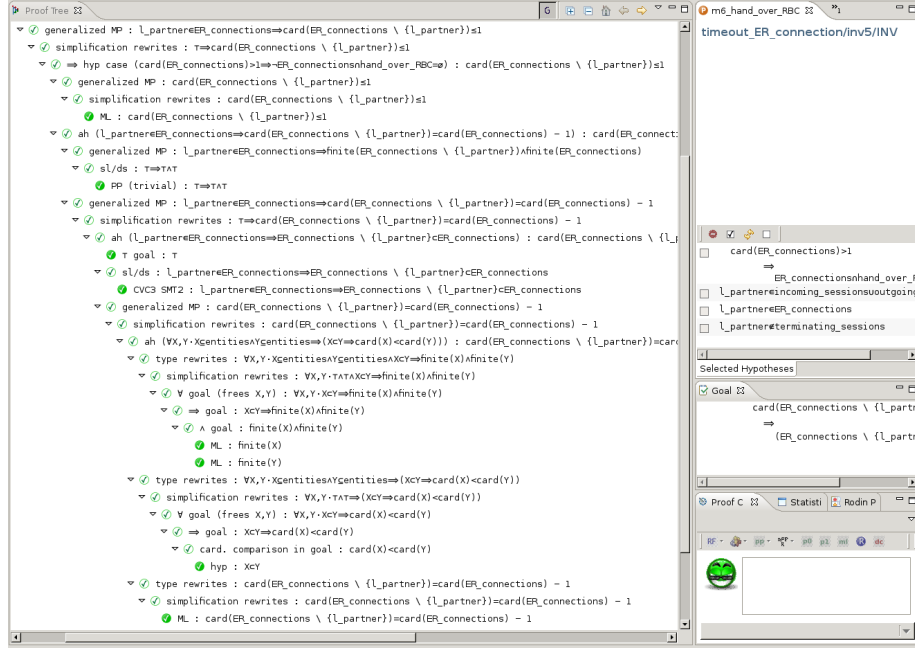 Proof Tree
generalized MP : l_partner∈ER_connections⇒card(ER_connections \ {l_partner})≤1
simplification rewrites : ⊤⇒card(ER_connections \ {l_partner})≤1
⇒ hyp case (card(ER_connections)>1⇒¬ER_connections∩hand_over_RBC=∅) : card(ER_connections \ {l_partner})≤1
generalized MP : card(ER_connections \ {l_partner})≤1
simplification rewrites : card(ER_connections \ {l_partner})≤1
ML : card(ER_connections \ {l_partner})≤1
ah (l_partner∈ER_connections⇒card(ER_connections \ {l_partner})=card(ER_connections) − 1) : card(ER_connecti
generalized MP : l_partner∈ER_connections⇒finite(ER_connections \ {l_partner})∧finite(ER_connections)
sl/ds : ⊤⇒⊤∧⊤
PP (trivial) : ⊤⇒⊤∧⊤
generalized MP : l_partner∈ER_connections⇒card(ER_connections \ {l_partner})=card(ER_connections) − 1
simplification rewrites : ⊤⇒card(ER_connections \ {l_partner})=card(ER_connections) − 1
ah (l_partner∈ER_connections⇒ER_connections \ {l_partner}⊂ER_connections) : card(ER_connections \ {l_p
⊤ goal : ⊤
sl/ds : l_partner∈ER_connections⇒ER_connections \ {l_partner}⊂ER_connections
CVC3 SMT2 : l_partner∈ER_connections⇒ER_connections \ {l_partner}⊂ER_connections
generalized MP : card(ER_connections \ {l_partner})=card(ER_connections) − 1
simplification rewrites : card(ER_connections \ {l_partner})=card(ER_connections) − 1
ah (∀X,Y·X⊆entities∧Y⊆entities⇒(X⊂Y⇒card(X)<card(Y))) : card(ER_connections \ {l_partner})=card
type rewrites : ∀X,Y·X⊆entities∧Y⊆entities∧X⊂Y⇒finite(X)∧finite(Y)
simplification rewrites : ∀X,Y·⊤∧⊤∧X⊂Y⇒finite(X)∧finite(Y)
∀ goal (frees X,Y) : ∀X,Y·X⊂Y⇒finite(X)∧finite(Y)
⇒ goal : X⊂Y⇒finite(X)∧finite(Y)
∧ goal : finite(X)∧finite(Y)
ML : finite(X)
ML : finite(Y)
type rewrites : ∀X,Y·X⊆entities∧Y⊆entities⇒(X⊂Y⇒card(X)<card(Y))
simplification rewrites : ∀X,Y·⊤∧⊤⇒(X⊂Y⇒card(X)<card(Y))
∀ goal (frees X,Y) : ∀X,Y·X⊂Y⇒card(X)<card(Y)
⇒ goal : X⊂Y⇒card(X)<card(Y)
card. comparison in goal : card(X)<card(Y)
hyp : X⊂Y
type rewrites : card(ER_connections \ {l_partner})=card(ER_connections) − 1
simplification rewrites : card(ER_connections \ {l_partner})=card(ER_connections) − 1
ML : card(ER_connections \ {l_partner})=card(ER_connections) − 1
m6_hand_over_RBC
»1
timeout_ER_connection/inv5/INV
card(ER_connections)>1
⇒
ER_connections∩hand_over_R
l_partner∈incoming_sessions∪outgoing
l_partner∈ER_connections
l_partner∉terminating_sessions
Selected Hypotheses
Goal
card(ER_connections \ {l_partn
⇒
(ER_connections \ {l_partn
Proof C
Statisti
Rodin P
RF pp p0 p1 ml R dc